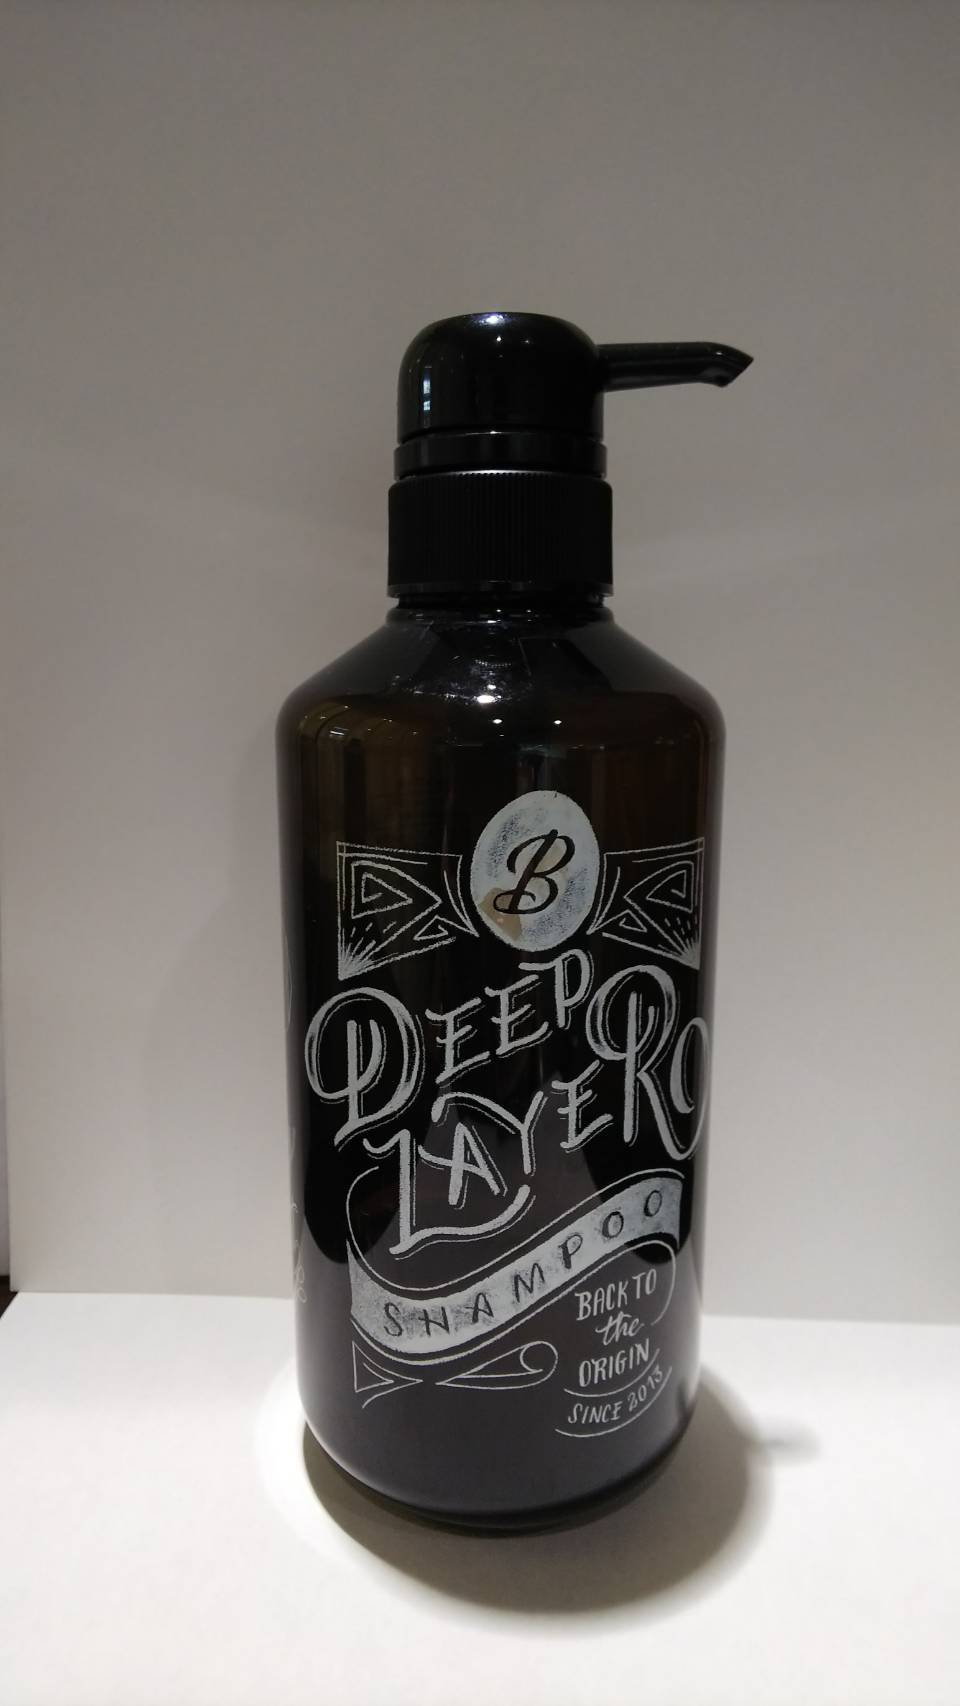 B
DEEP
LAYER
SHAMPOO
BACK TO
the
ORIGIN
SINCE 2013